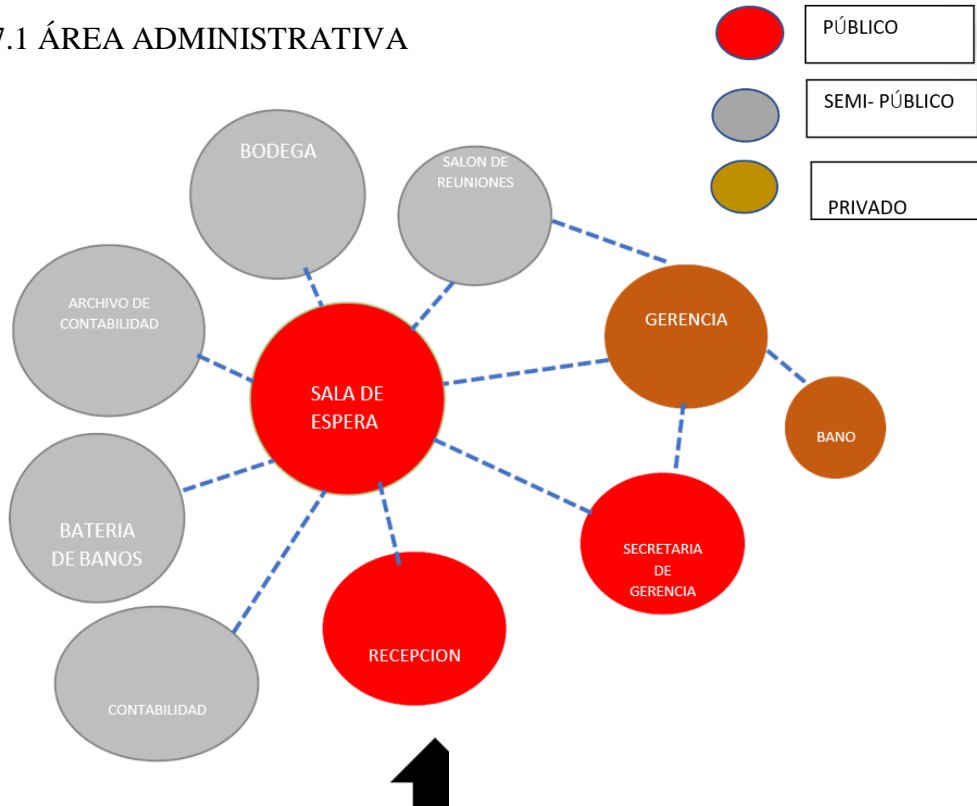 7.1 ÁREA ADMINISTRATIVA
PÚBLICO
SEMI- PÚBLICO
PRIVADO
BODEGA
SALON DE
REUNIONES
ARCHIVO DE
CONTABILIDAD
GERENCIA
SALA DE
ESPERA
BANO
BATERIA
DE BANOS
SECRETARIA
DE
GERENCIA
RECEPCION
CONTABILIDAD